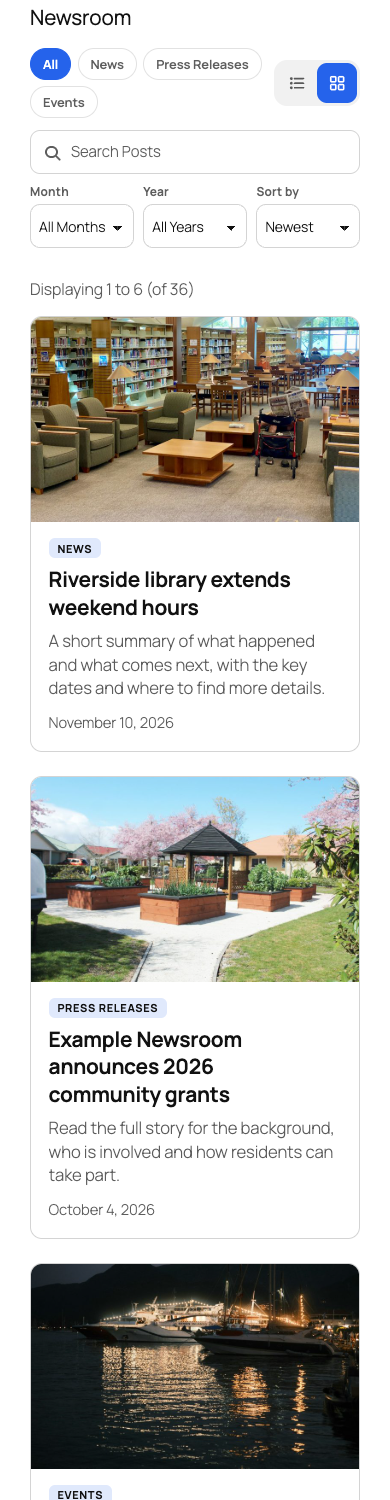 Newsroom
All
News
Press Releases
Events
Search Posts
Month
Year
Sort by
All Months
All Years
Newest
Displaying 1 to 6 (of 36)
NEWS
Riverside library extends
weekend hours
A short summary of what happened
and what comes next, with the key
dates and where to find more details.
November 10, 2026
PRESS RELEASES
Example Newsroom
announces 2026
community grants
Read the full story for the background,
who is involved and how residents can
take part.
October 4, 2026
EVENTS